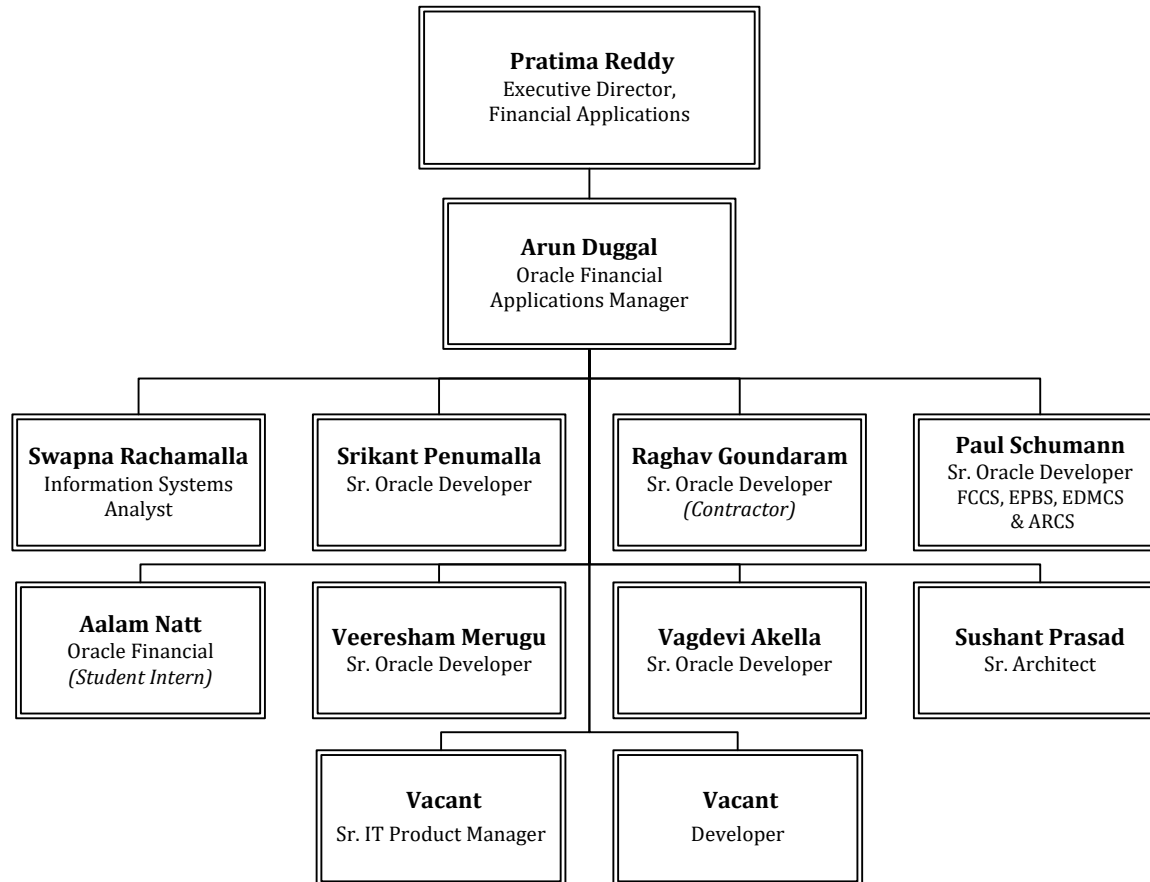 Pratima Reddy
Executive Director,
Financial Applications
Arun Duggal
Oracle Financial
Applications Manager
Swapna Rachamalla
Information Systems
Analyst
Srikant Penumalla
Sr. Oracle Developer
Raghav Goundaram
Sr. Oracle Developer
(Contractor)
Paul Schumann
Sr. Oracle Developer
FCCS, EPBS, EDMCS
& ARCS
Aalam Natt
Oracle Financial
(Student Intern)
Veeresham Merugu
Sr. Oracle Developer
Vagdevi Akella
Sr. Oracle Developer
Sushant Prasad
Sr. Architect
Vacant
Sr. IT Product Manager
Vacant
Developer